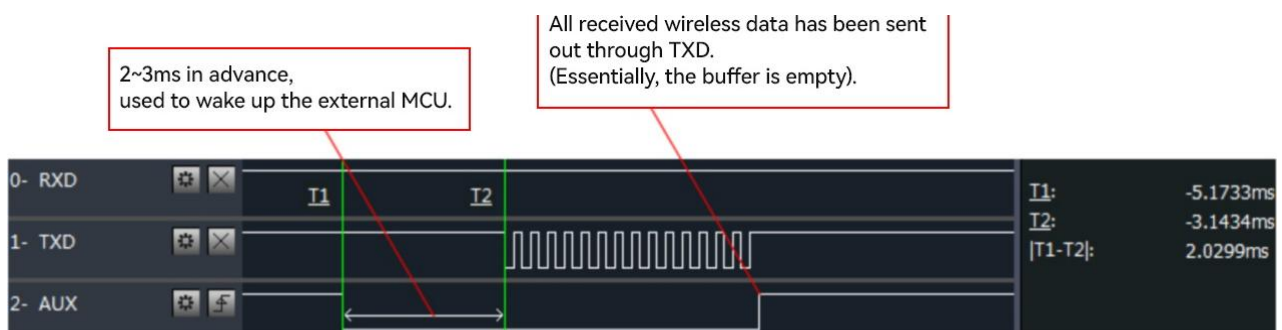 All received wireless data has been sent
out through TXD.
(Essentially, the buffer is empty).
2~3ms in advance,
used to wake up the external MCU.
0- RXD
T1
T2
1- TXD
2- AUX
T1: -5.1733ms
T2: -3.1434ms
|T1-T2|: 2.0299ms